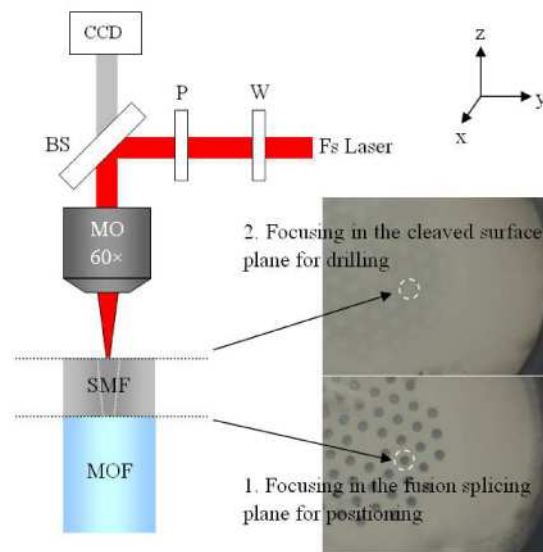 CCD
z
P
W
y
BS
x
Fs Laser
MO
60×
2. Focusing in the cleaved surface
plane for drilling
SMF
MOF
1. Focusing in the fusion splicing
plane for positioning